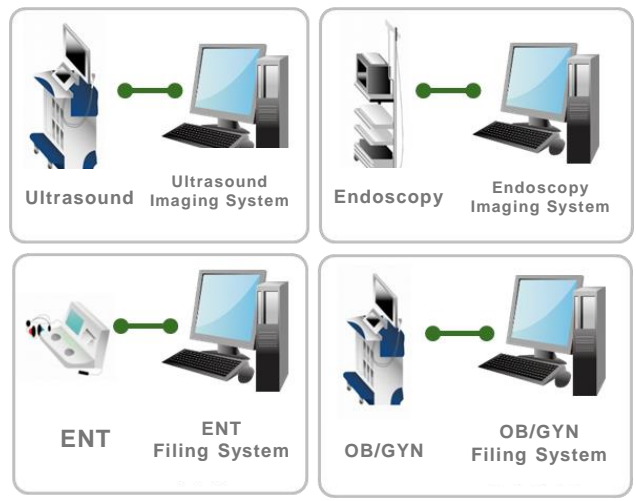 Ultrasound
Ultrasound
Imaging System
Endoscopy
Endoscopy
Imaging System
ENT
ENT
Filing System
OB/GYN
OB/GYN
Filing System